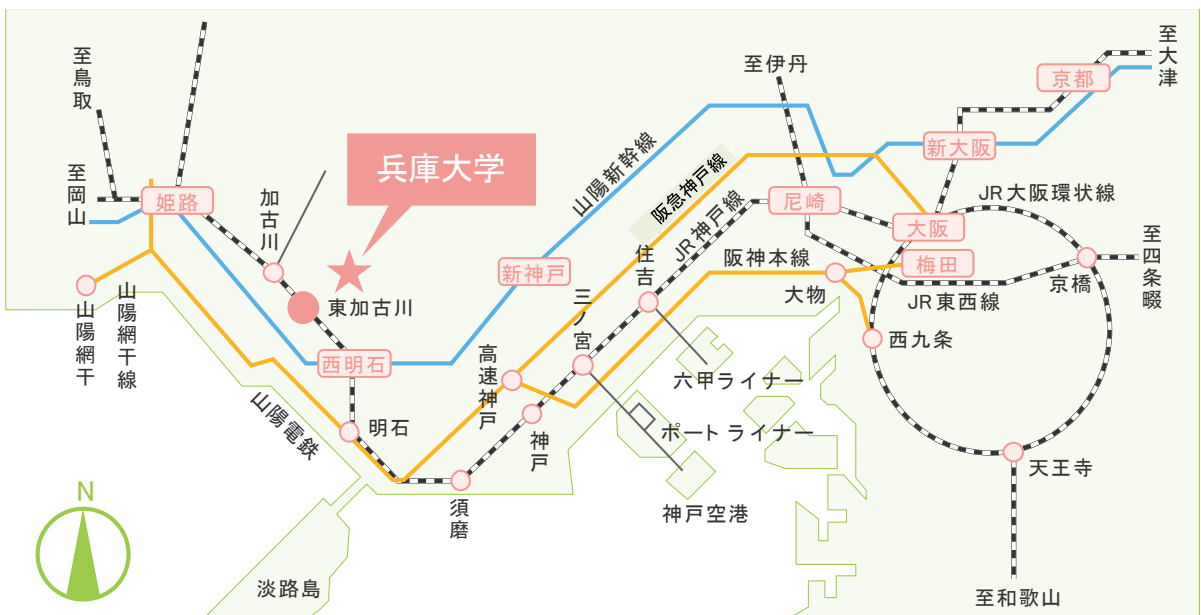 至鳥取
至岡山
姫路
加古川
兵庫大学
東加古川
山陽網干
山陽網干線
西明石
山陽電鉄
明石
須磨
淡路島
N
山陽新幹線
新神戸
高速神戸
神戸
三ノ宮
住吉
阪急神戸線
JR神戸線
阪神本線
六甲ライナー
ポートライナー
神戸空港
至伊丹
尼崎
大物
新大阪
大阪
梅田
JR東西線
西九条
京都
至大津
JR大阪環状線
京橋
至四条畷
天王寺
至和歌山